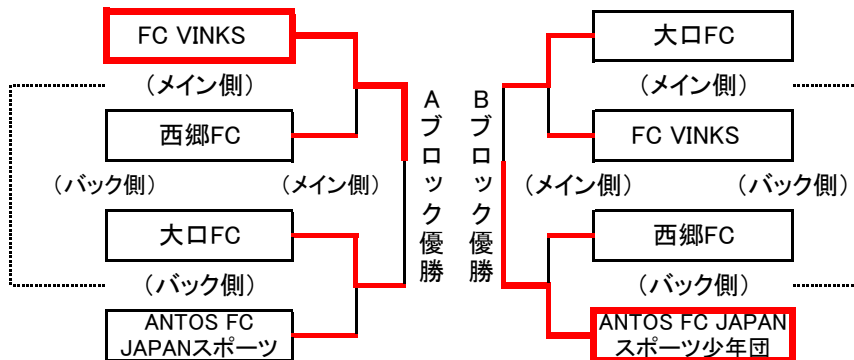 FC VINKS
(メイン側)
西郷FC
(バック側)
(メイン側)
大口FC
(バック側)
ANTOS FC
JAPANスポーツ
Aブロック優勝
Bブロック優勝
大口FC
(メイン側)
FC VINKS
(メイン側)
(バック側)
西郷FC
(バック側)
ANTOS FC JAPAN
スポーツ少年団